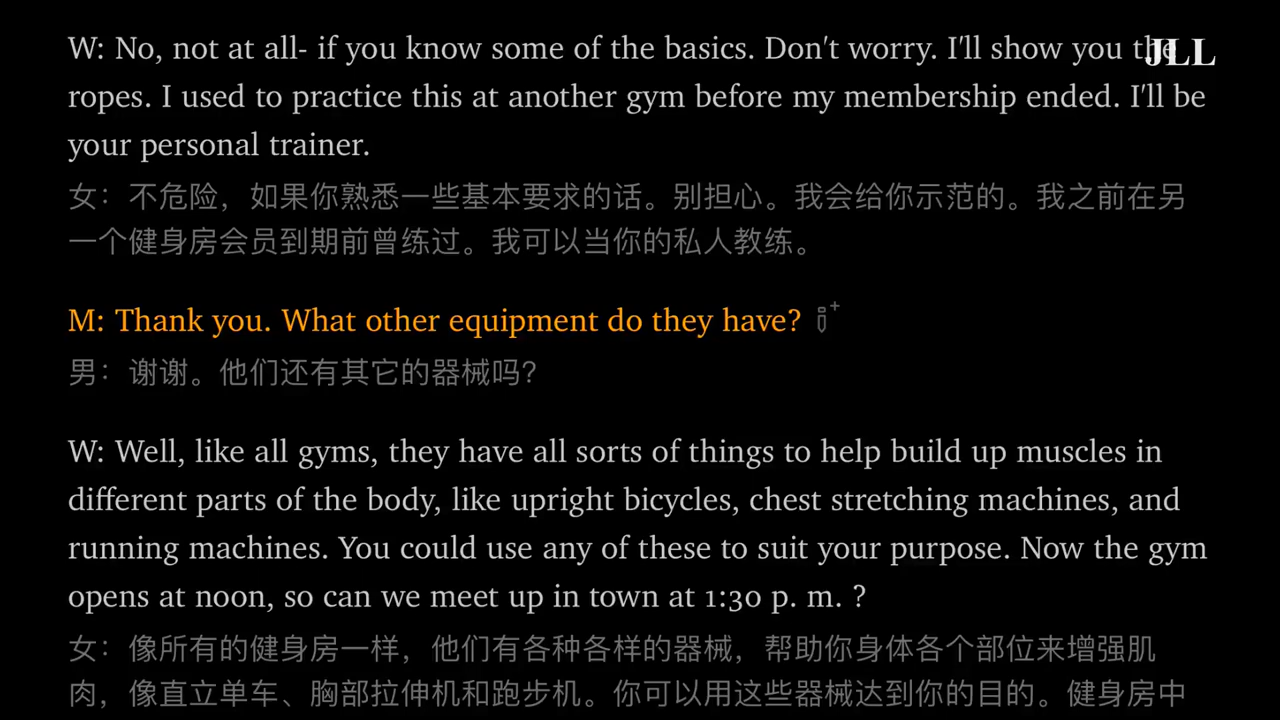 W: No, not at all- if you know some of the basics. Don't worry. I'll show you the
JLL
ropes. I used to practice this at another gym before my membership ended. I'll be
your personal trainer.
女：不危险，如果你熟悉一些基本要求的话。别担心。我会给你示范的。我之前在另
一个健身房会员到期前曾练过。我可以当你的私人教练。
M: Thank you. What other equipment do they have?
男：谢谢。他们还有其它的器械吗？
W: Well, like all gyms, they have all sorts of things to help build up muscles in
different parts of the body, like upright bicycles, chest stretching machines, and
running machines. You could use any of these to suit your purpose. Now the gym
opens at noon, so can we meet up in town at 1:30 p. m. ?
女：像所有的健身房一样，他们有各种各样的器械，帮助你身体各个部位来增强肌
肉，像直立单车、胸部拉伸机和跑步机。你可以用这些器械达到你的目的。健身房中